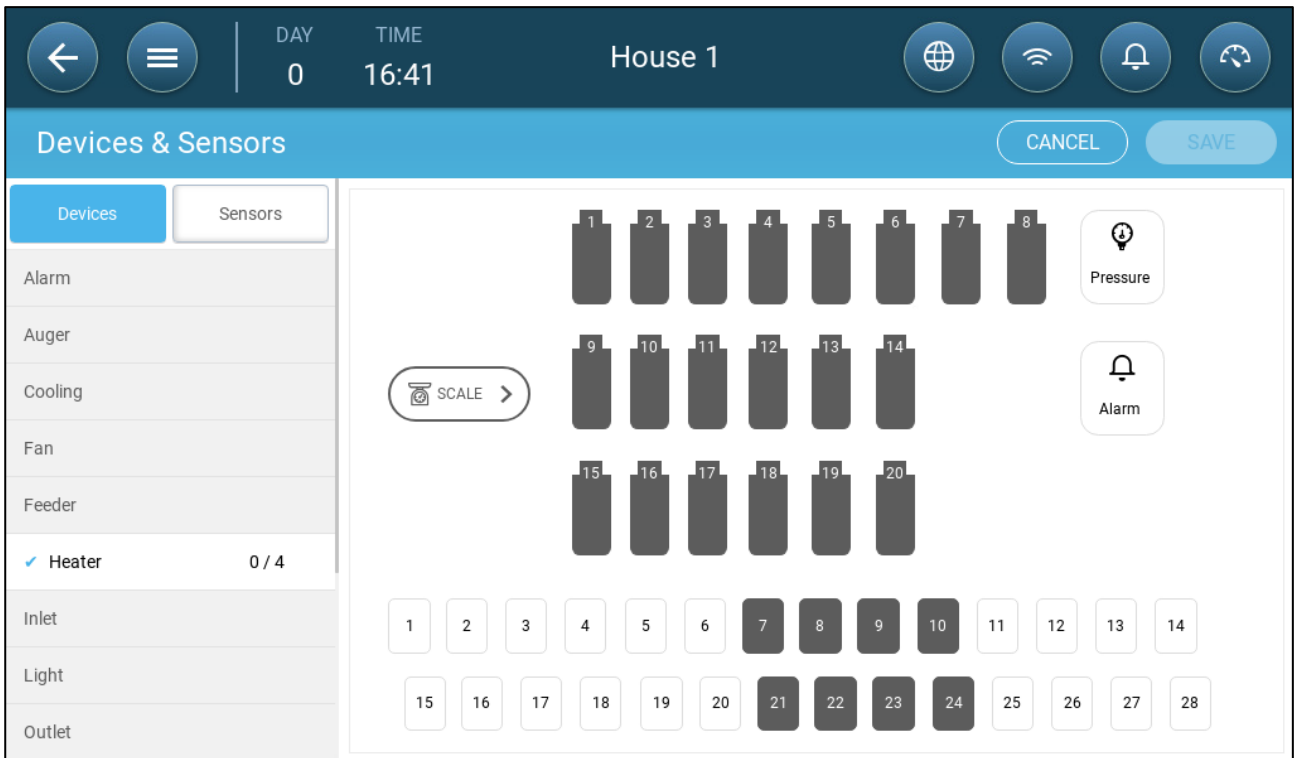 DAY TIME House 1
0 16:41
Devices & Sensors CANCEL SAVE
Devices Sensors
Alarm
Auger
Cooling
Fan
Feeder
Heater 0 / 4
Inlet
Light
Outlet
1 2 3 4 5 6 7 8
Pressure
9 10 11 12 13 14
SCALE
Alarm
15 16 17 18 19 20
1 2 3 4 5 6 7 8 9 10 11 12 13 14
15 16 17 18 19 20 21 22 23 24 25 26 27 28